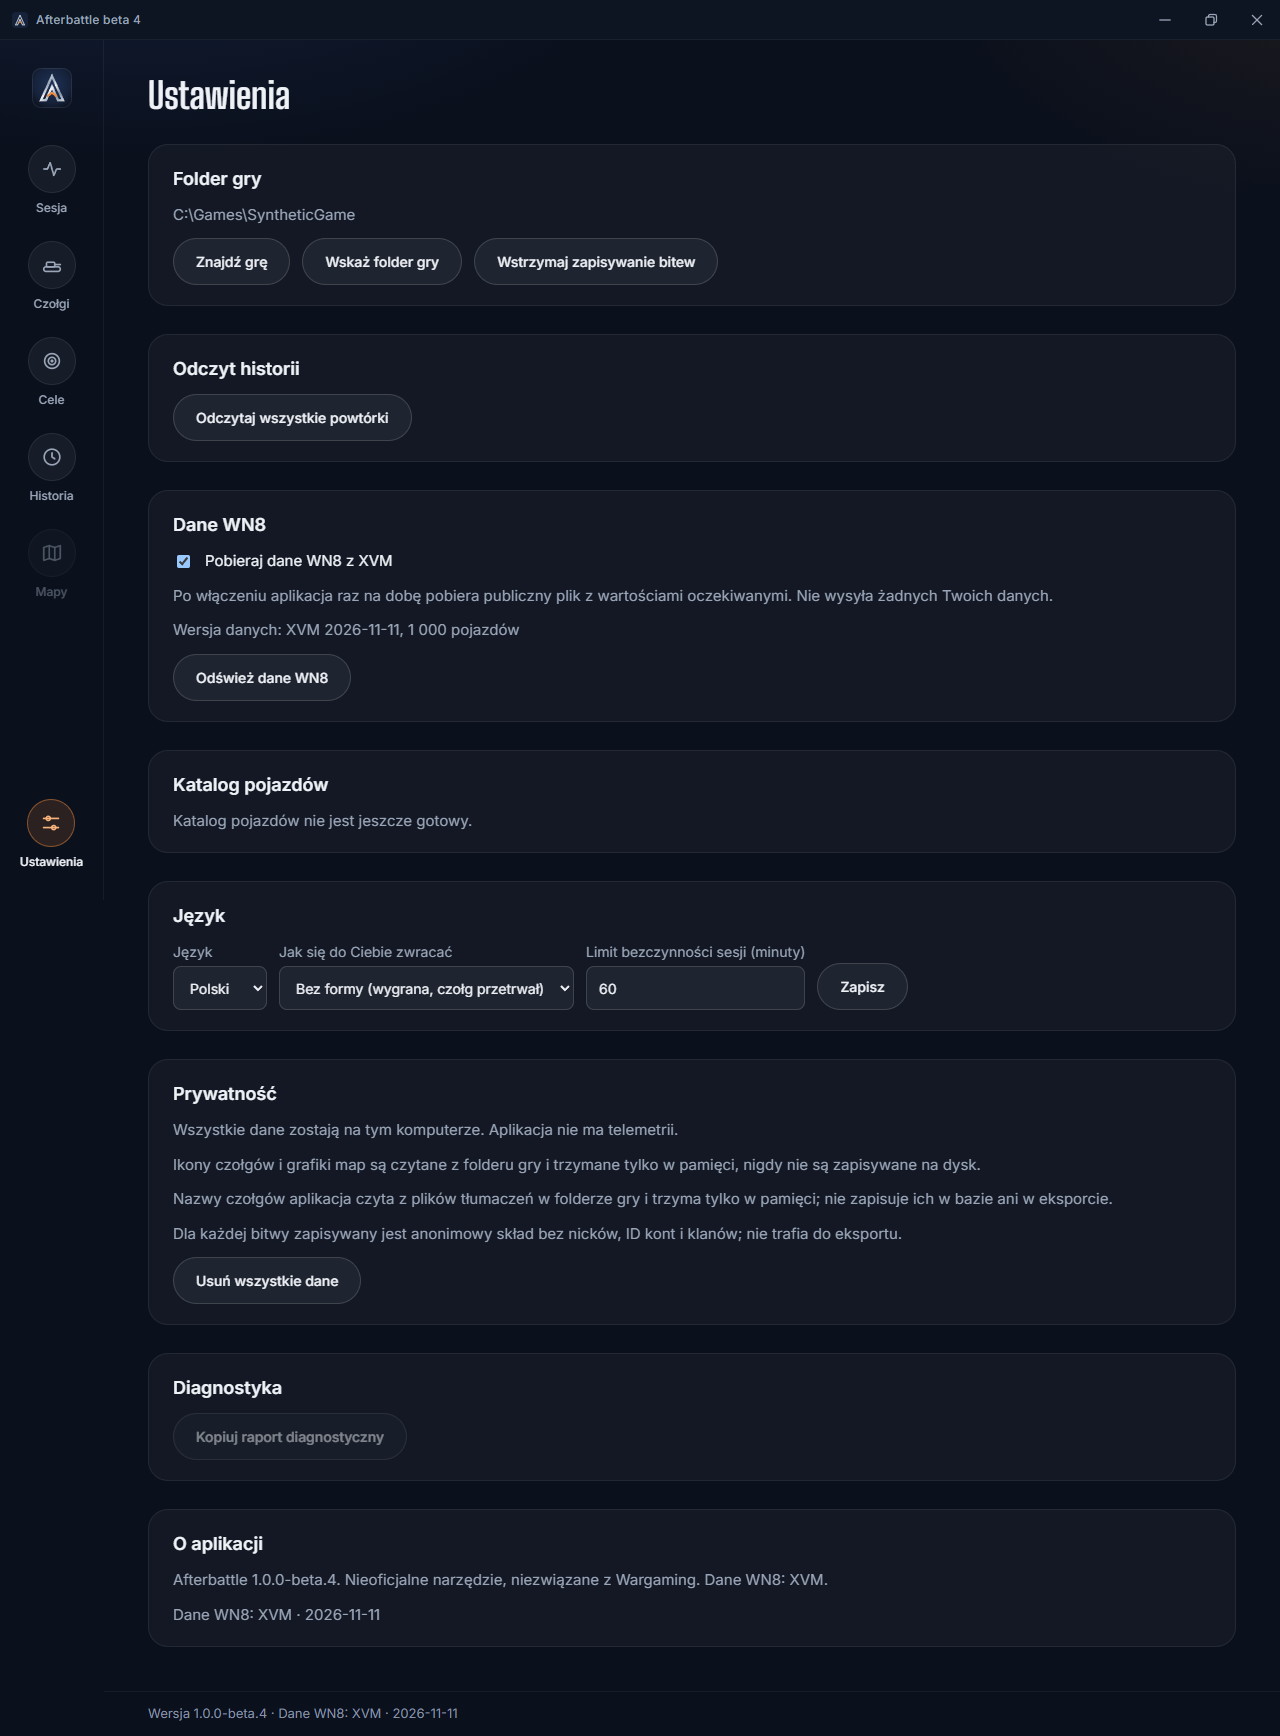 Afterbattle beta 4
Ustawienia
Sesja
Czołgi
Cele
Historia
Mapy
Ustawienia
Folder gry
C:\Games\SyntheticGame
Znajdź grę
Wskaż folder gry
Wstrzymaj zapisywanie bitew
Odczyt historii
Odczytaj wszystkie powtórki
Dane WN8
Pobieraj dane WN8 z XVM
Po włączeniu aplikacja raz na dobę pobiera publiczny plik z wartościami oczekiwanymi. Nie wysyła żadnych Twoich danych.
Wersja danych: XVM 2026-11-11, 1 000 pojazdów
Odśwież dane WN8
Katalog pojazdów
Katalog pojazdów nie jest jeszcze gotowy.
Język
Język
Jak się do Ciebie zwracać
Limit bezczynności sesji (minuty)
Polski
Bez formy (wygrana, czołg przetrwał)
60
Zapisz
Prywatność
Wszystkie dane zostają na tym komputerze. Aplikacja nie ma telemetrii.
Ikony czołgów i grafiki map są czytane z folderu gry i trzymane tylko w pamięci, nigdy nie są zapisywane na dysk.
Nazwy czołgów aplikacja czyta z plików tłumaczeń w folderze gry i trzyma tylko w pamięci; nie zapisuje ich w bazie ani w eksporcie.
Dla każdej bitwy zapisywany jest anonimowy skład bez nicków, ID kont i klanów; nie trafia do eksportu.
Usuń wszystkie dane
Diagnostyka
Kopiuj raport diagnostyczny
O aplikacji
Afterbattle 1.0.0-beta.4. Nieoficjalne narzędzie, niezwiązane z Wargaming. Dane WN8: XVM.
Dane WN8: XVM · 2026-11-11
Wersja 1.0.0-beta.4 · Dane WN8: XVM · 2026-11-11